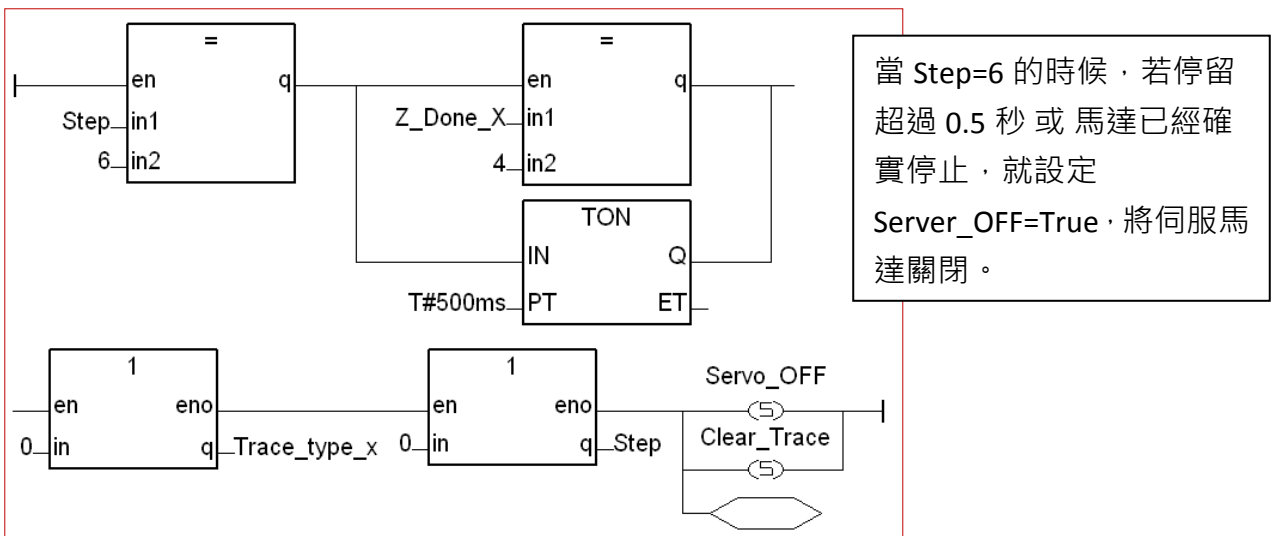 =
en
q
Step
in1
6
in2
=
en
q
Z_Done_X
in1
4
in2
TON
IN
Q
T#500ms
PT
ET
當 Step=6 的時候，若停留
超過 0.5 秒 或 馬達已經確
實停止，就設定
Server_OFF=True，將伺服馬
達關閉。
1
en
eno
0
in
q
Trace_type_x
1
en
eno
0
in
q
Step
Servo_OFF
S
Clear_Trace
S